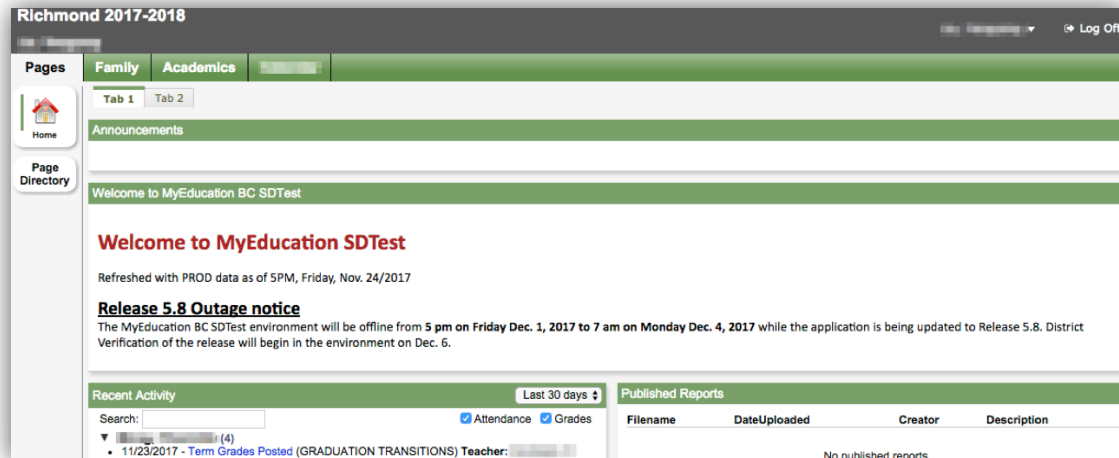 Richmond 2017-2018
Log Off
Pages Family Academics
Tab 1 Tab 2
Home
Announcements
Page
Directory
Welcome to MyEducation BC SDTest
Welcome to MyEducation SDTest
Refreshed with PROD data as of 5PM, Friday, Nov. 24/2017
Release 5.8 Outage notice
The MyEducation BC SDTest environment will be offline from 5 pm on Friday Dec. 1, 2017 to 7 am on Monday Dec. 4, 2017 while the application is being updated to Release 5.8. District
Verification of the release will begin in the environment on Dec. 6.
Recent Activity Last 30 days
Search: Attendance Grades
(4)
11/23/2017 - Term Grades Posted (GRADUATION TRANSITIONS) Teacher:
Published Reports
Filename DateUploaded Creator Description
No published reports